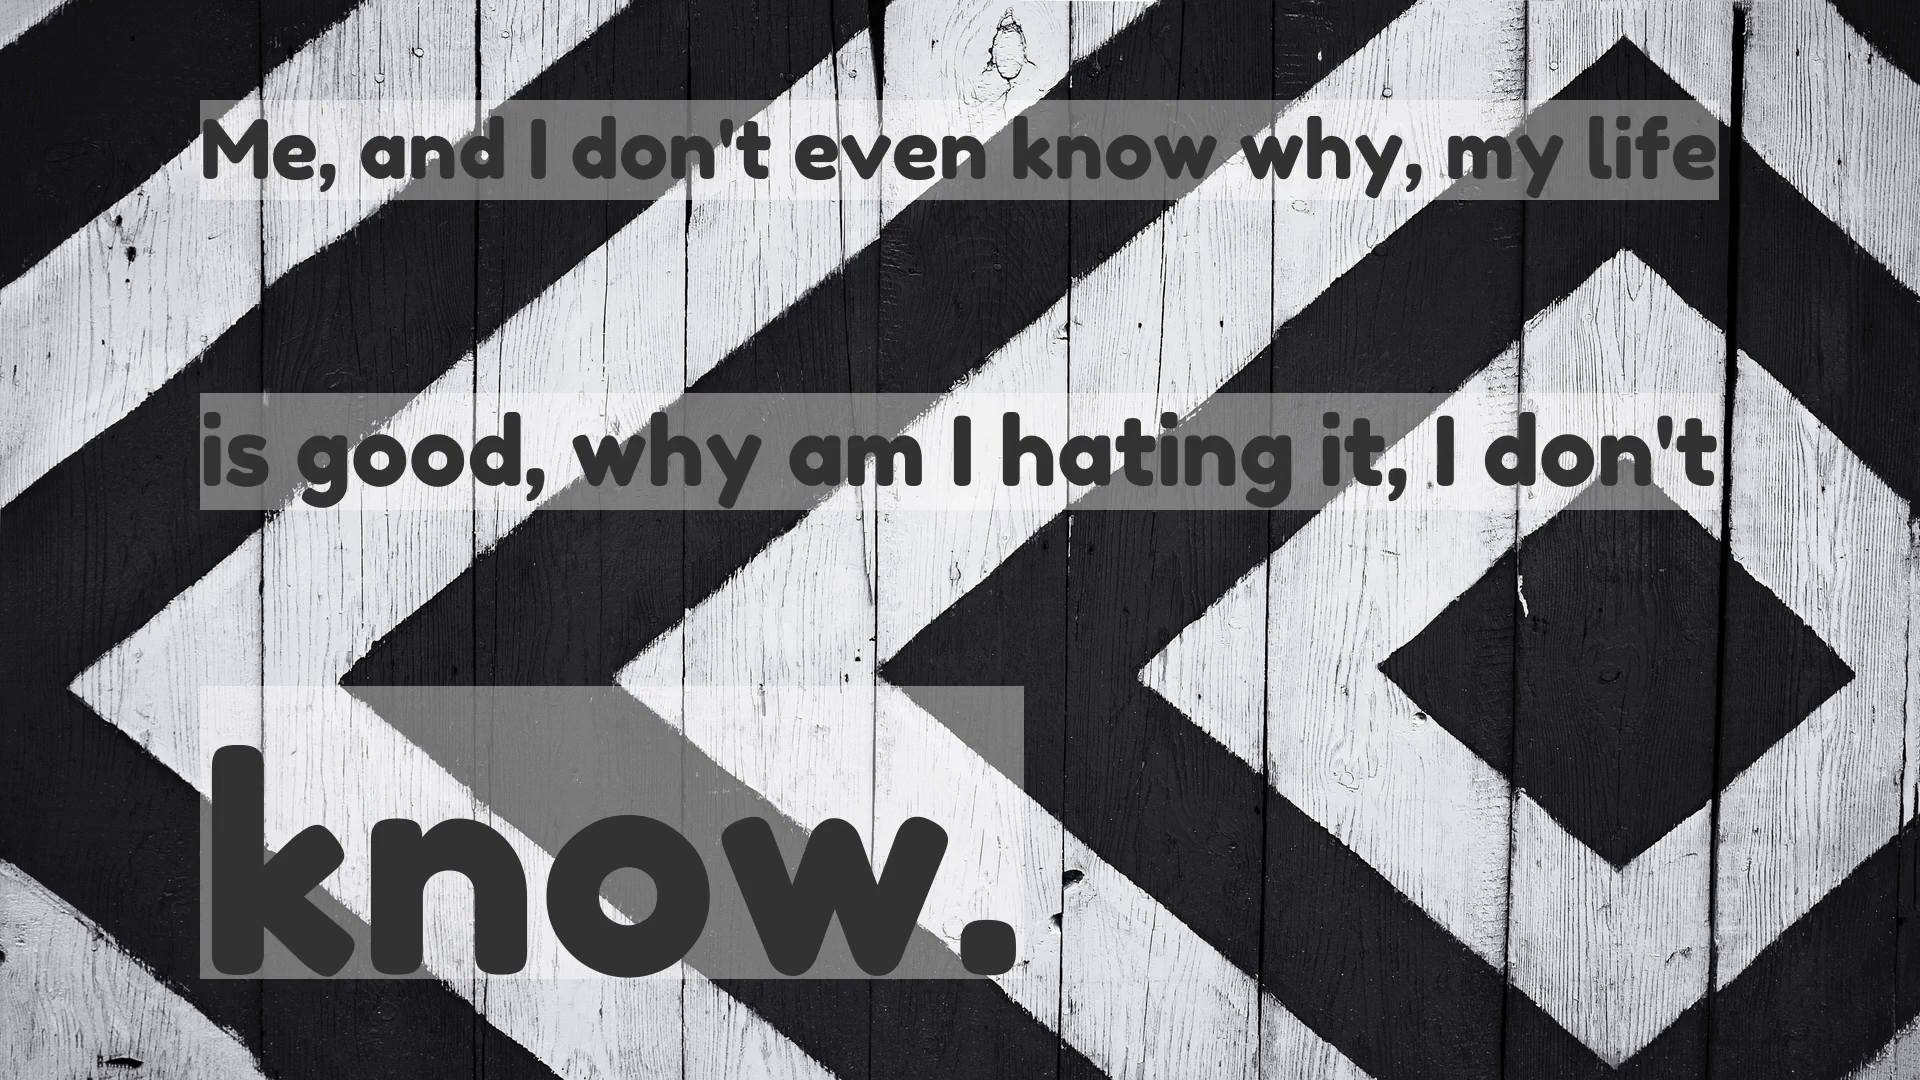 Me, and I don't even know why, my life
is good, why am I hating it, I don't
know.